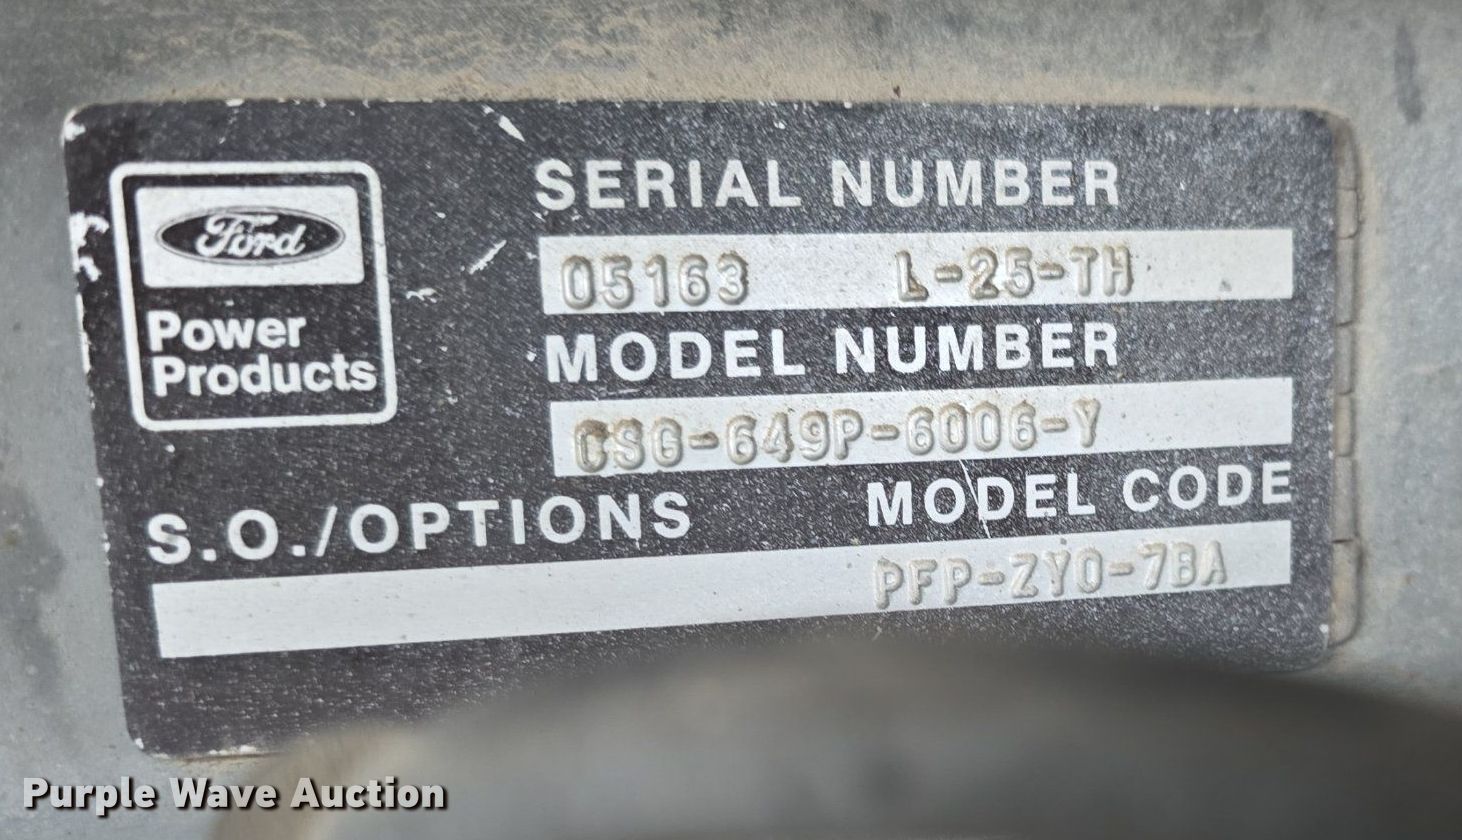 Ford
Power
Products
SERIAL NUMBER
05163 L-25-TH
MODEL NUMBER
CSG-649P-6006-Y
S.O./OPTIONS MODEL CODE
PFP-ZYO-7BA
Purple Wave Auction